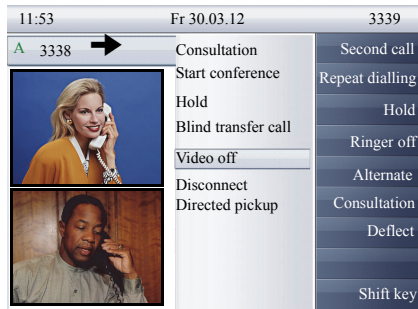 11:53 Fr 30.03.12 3339
A 3338
Consultation
Start conference
Hold
Blind transfer call
Video off
Disconnect
Directed pickup
Second call
Repeat dialling
Hold
Ringer off
Alternate
Consultation
Deflect
Shift key